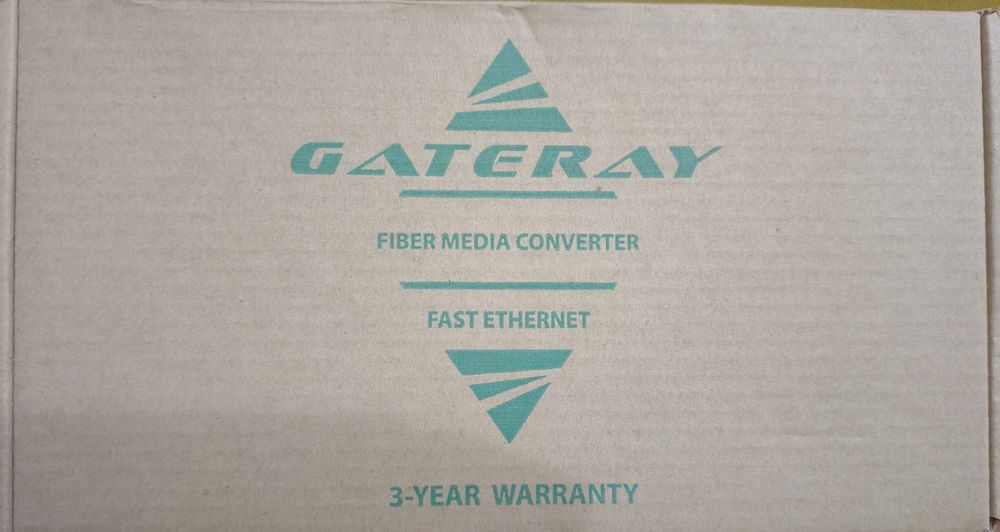 GATERAY
FIBER MEDIA CONVERTER
FAST ETHERNET
3-YEAR WARRANTY